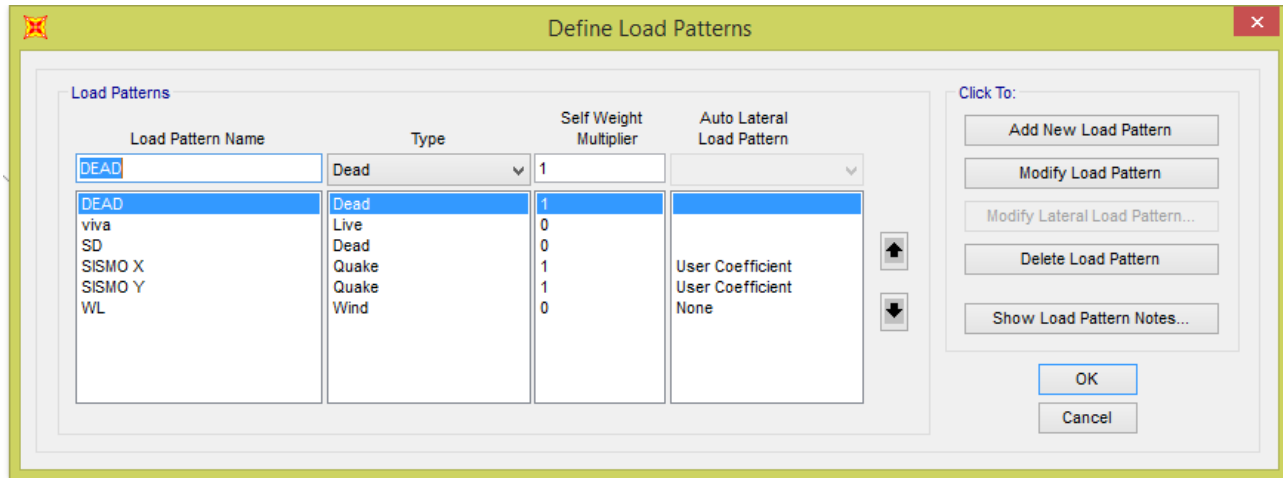 Define Load Patterns
Load Patterns
Click To:
Load Pattern Name Type Self Weight Multiplier Auto Lateral Load Pattern
DEAD Dead 1
DEAD Dead 1
viva Live 0
SD Dead 0
SISMO X Quake 1 User Coefficient
SISMO Y Quake 1 User Coefficient
WL Wind 0 None
Add New Load Pattern
Modify Load Pattern
Modify Lateral Load Pattern...
Delete Load Pattern
Show Load Pattern Notes...
OK
Cancel